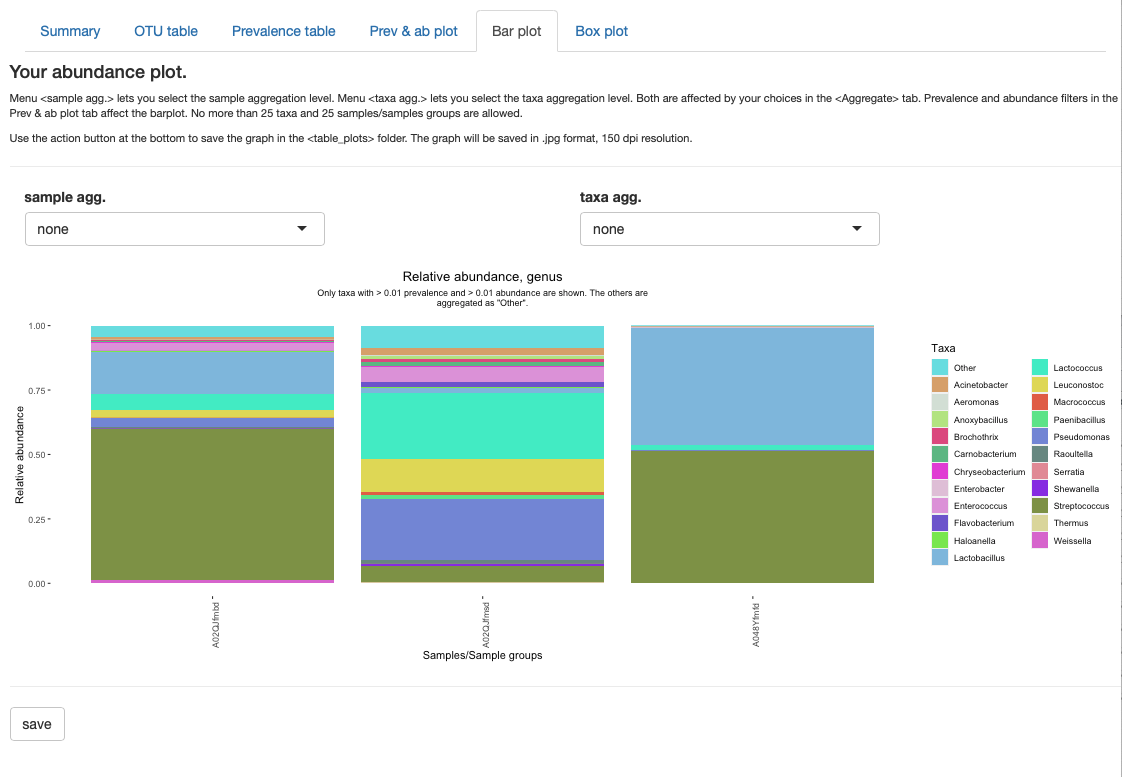 Summary
OTU table
Prevalence table
Prev & ab plot
Bar plot
Box plot
Your abundance plot.
Menu <sample agg.> lets you select the sample aggregation level. Menu <taxa agg.> lets you select the taxa aggregation level. Both are affected by your choices in the <Aggregate> tab. Prevalence and abundance filters in the
Prev & ab plot tab affect the barplot. No more than 25 taxa and 25 samples/samples groups are allowed.
Use the action button at the bottom to save the graph in the <table_plots> folder. The graph will be saved in .jpg format, 150 dpi resolution.
sample agg.
none
taxa agg.
none
Relative abundance, genus
Only taxa with > 0.01 prevalence and > 0.01 abundance are shown. The others are
aggregated as "Other".
Relative abundance
1.00
0.75
0.50
0.25
0.00
A02QJfmbd
A02QJfmsd
A048Yfmfd
Samples/Sample groups
Taxa
Other
Acinetobacter
Aeromonas
Anoxybacillus
Brochothrix
Carnobacterium
Chryseobacterium
Enterobacter
Enterococcus
Flavobacterium
Haloanella
Lactobacillus
Lactococcus
Leuconostoc
Macrococcus
Paenibacillus
Pseudomonas
Raoultella
Serratia
Shewanella
Streptococcus
Thermus
Weissella
save